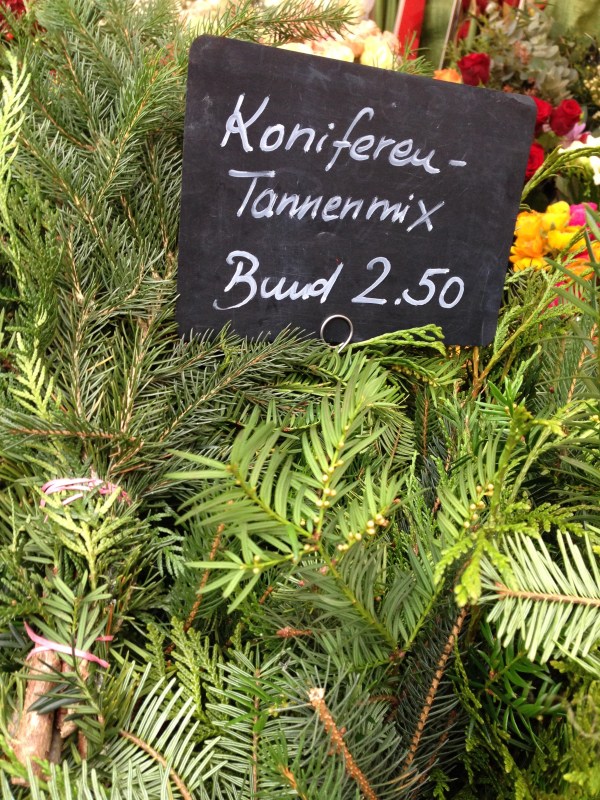 Koniferen-
Tannenmix
Bund 2.50